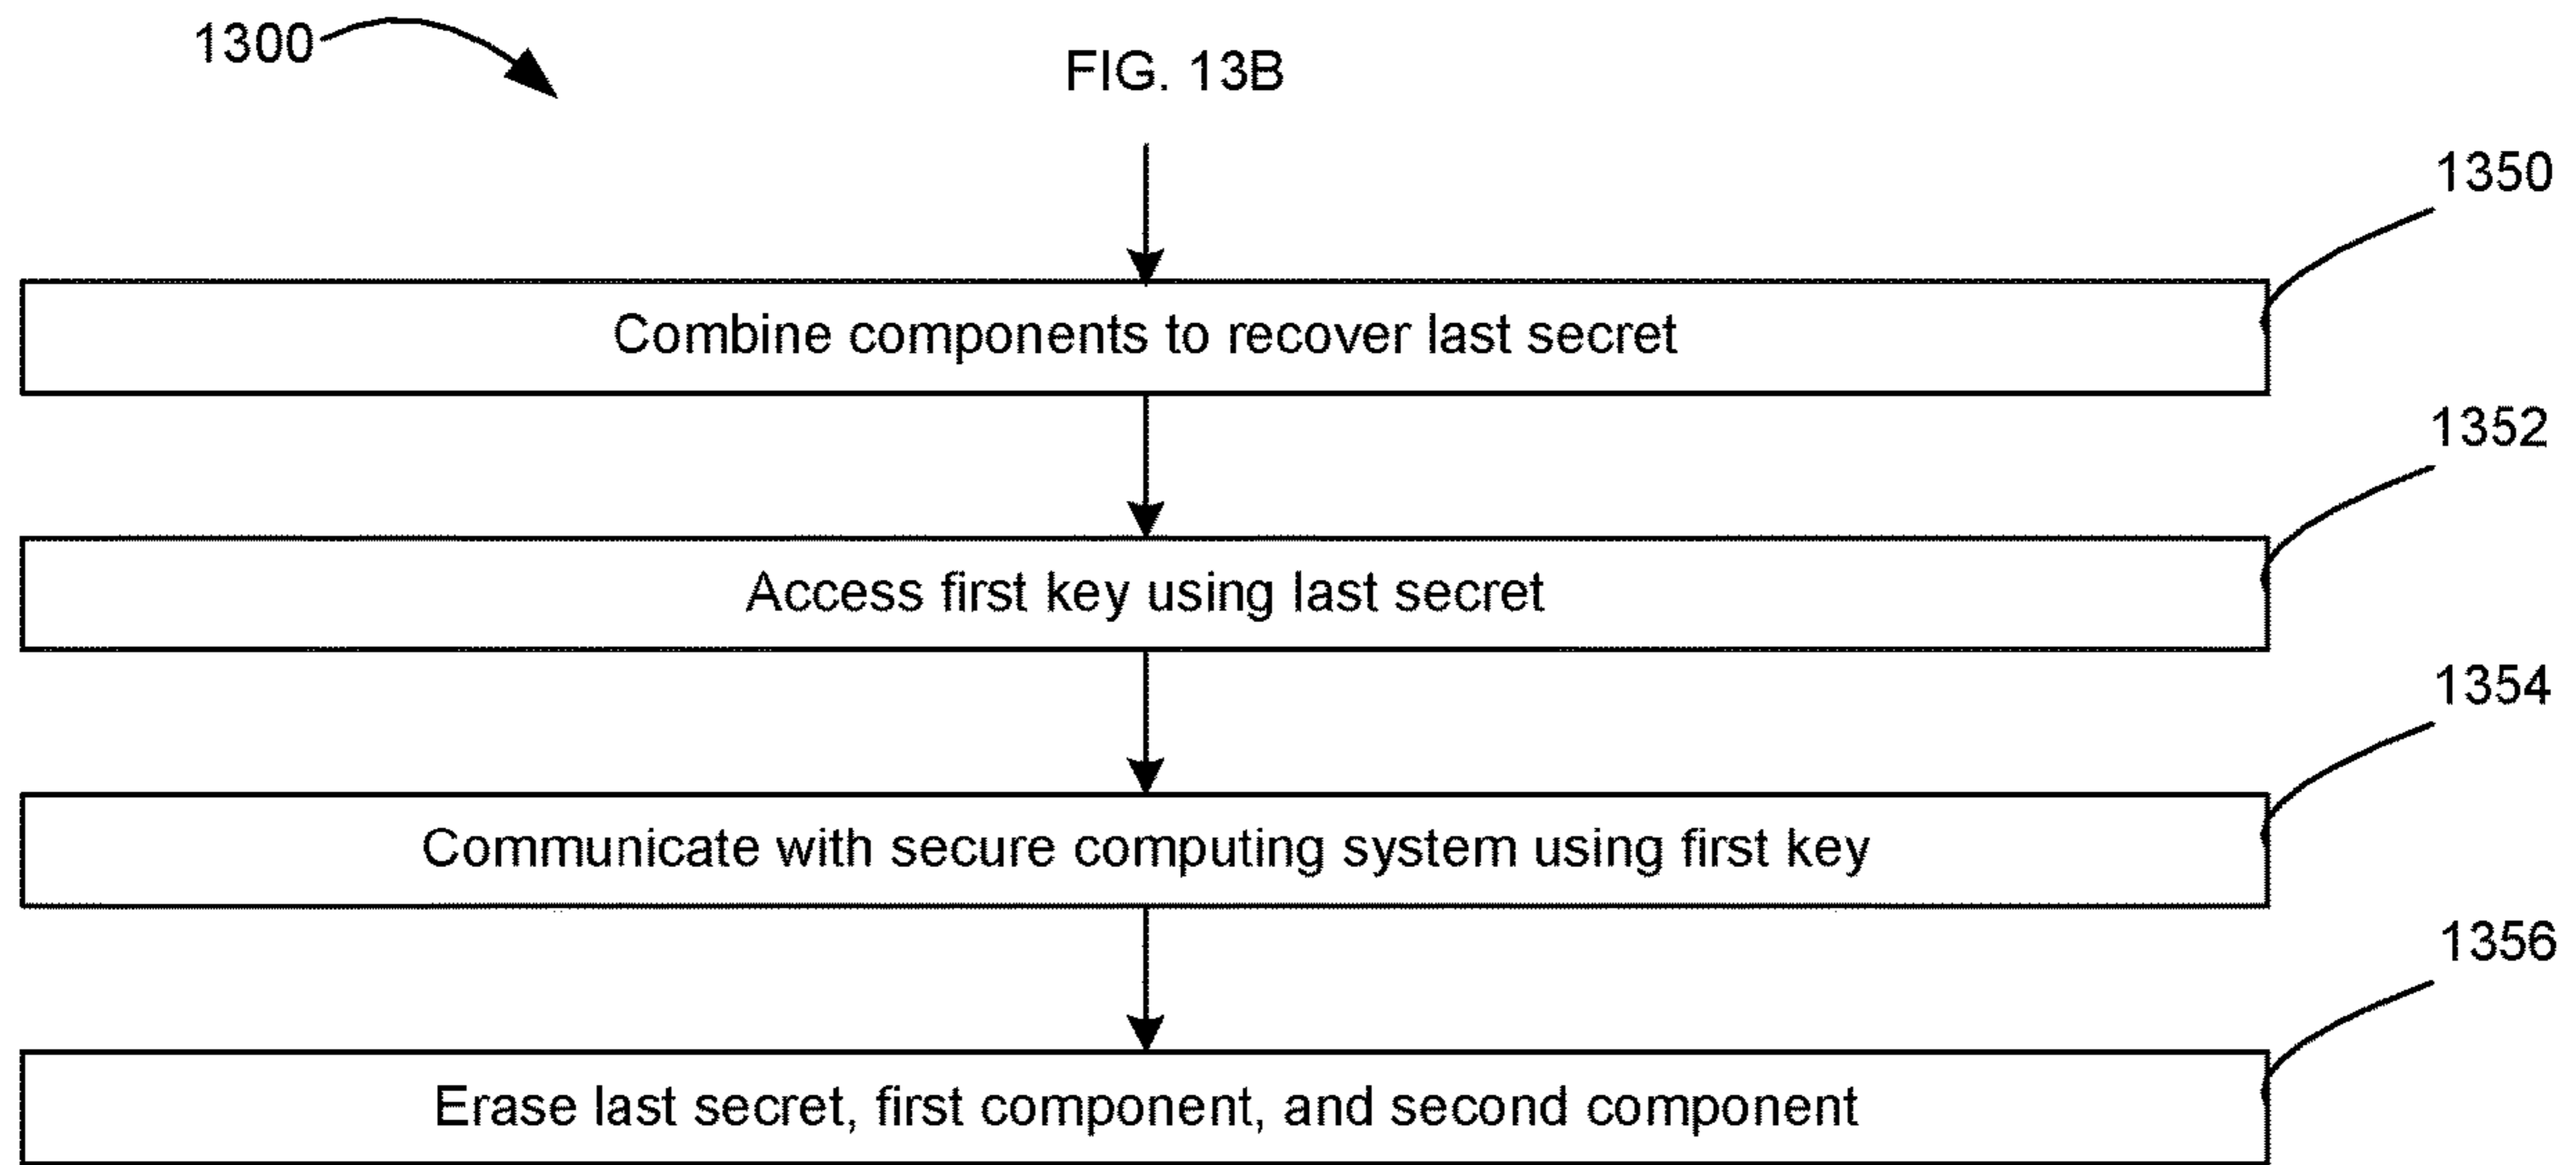 1300
FIG. 13B
1350
Combine components to recover last secret
1352
Access first key using last secret
1354
Communicate with secure computing system using first key
1356
Erase last secret, first component, and second component